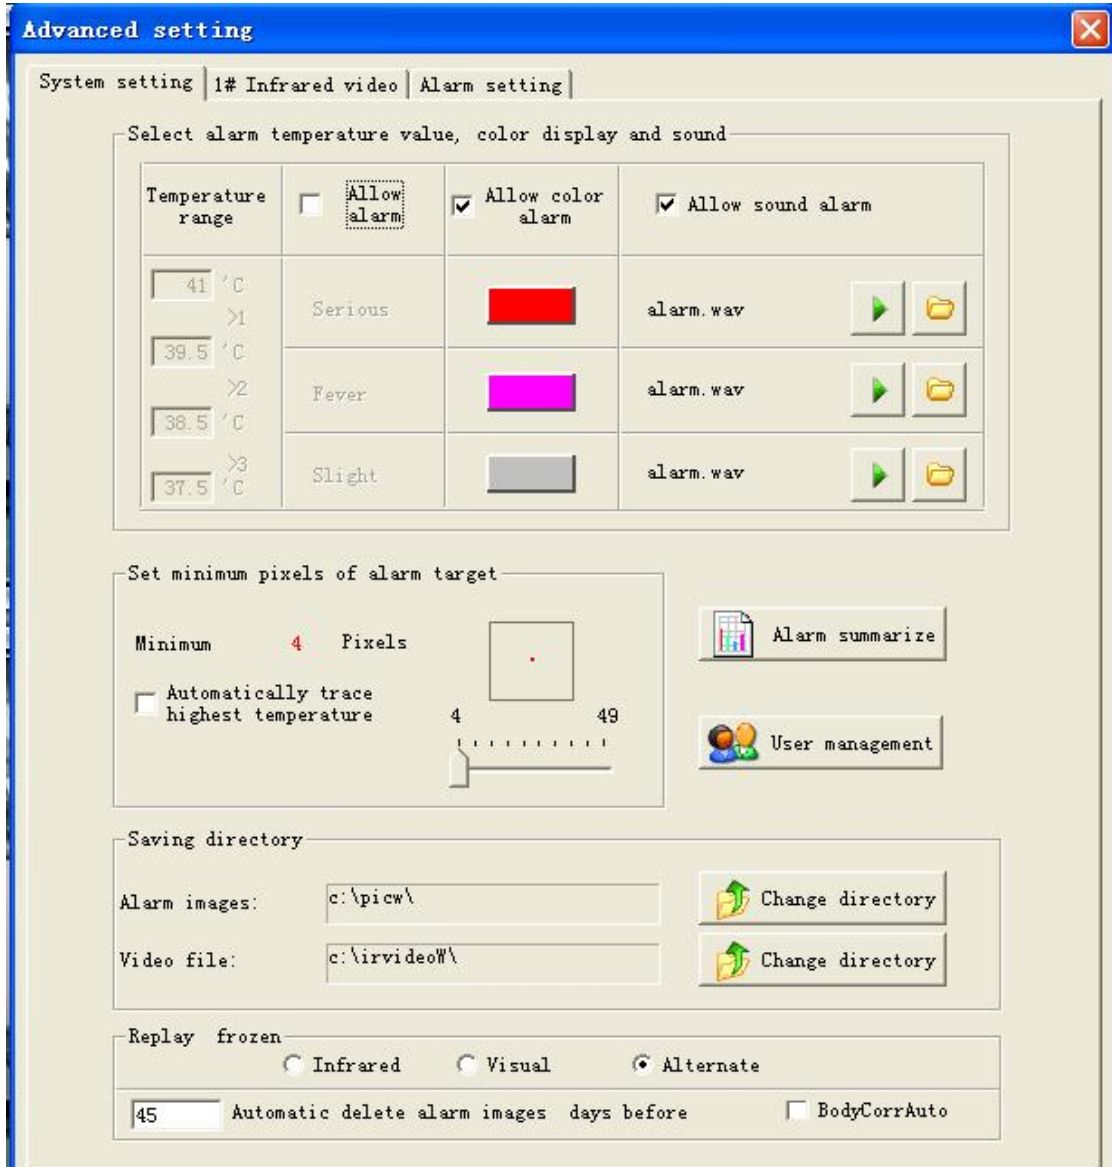 Advanced setting
System setting 1# Infrared video Alarm setting
Select alarm temperature value, color display and sound
Temperature range
Allow alarm
Allow color alarm
Allow sound alarm
41 'C
>1
39.5 'C
>2
38.5 'C
>3
37.5 'C
Serious
alarm.wav
Fever
alarm.wav
Slight
alarm.wav
Set minimum pixels of alarm target
Minimum 4 Pixels
Automatically trace
highest temperature
4 49
Alarm summarize
User management
Saving directory
Alarm images: c:\picw\ Change directory
Video file: c:\irvideoW\ Change directory
Replay frozen
Infrared Visual Alternate
45 Automatic delete alarm images days before BodyCorrAuto